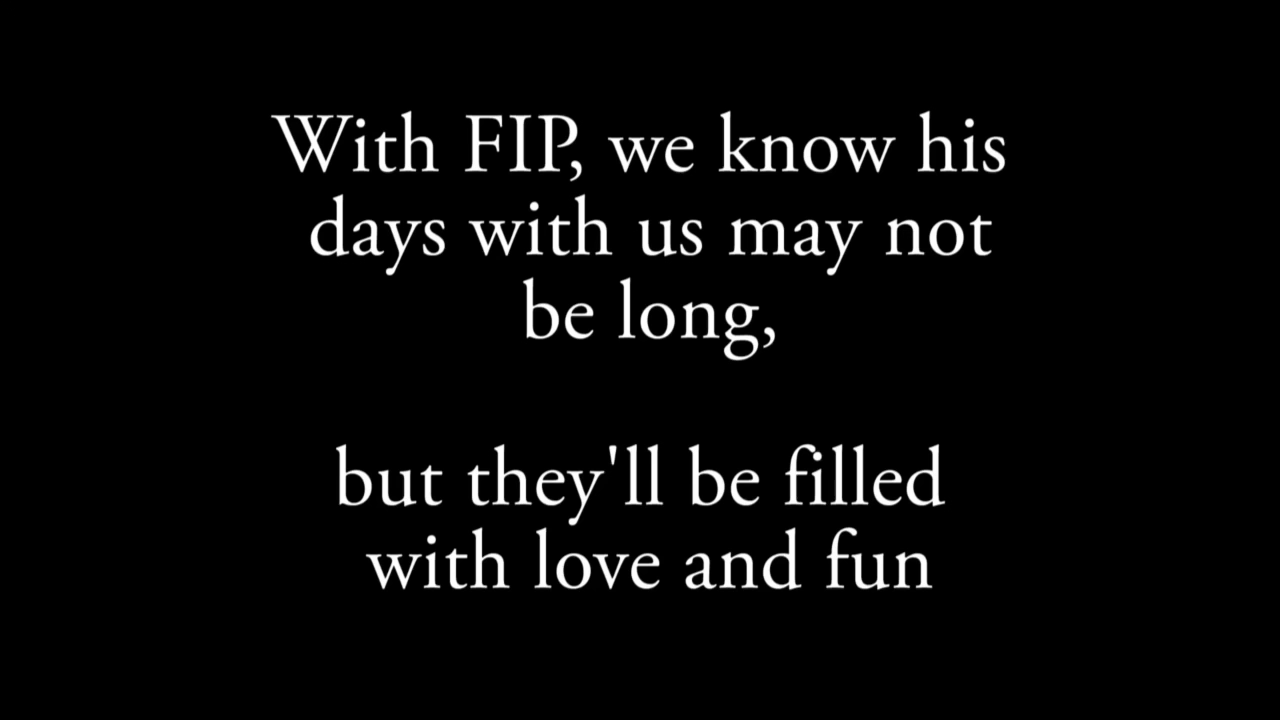 With FIP, we know his
days with us may not
be long,
but they'll be filled
with love and fun